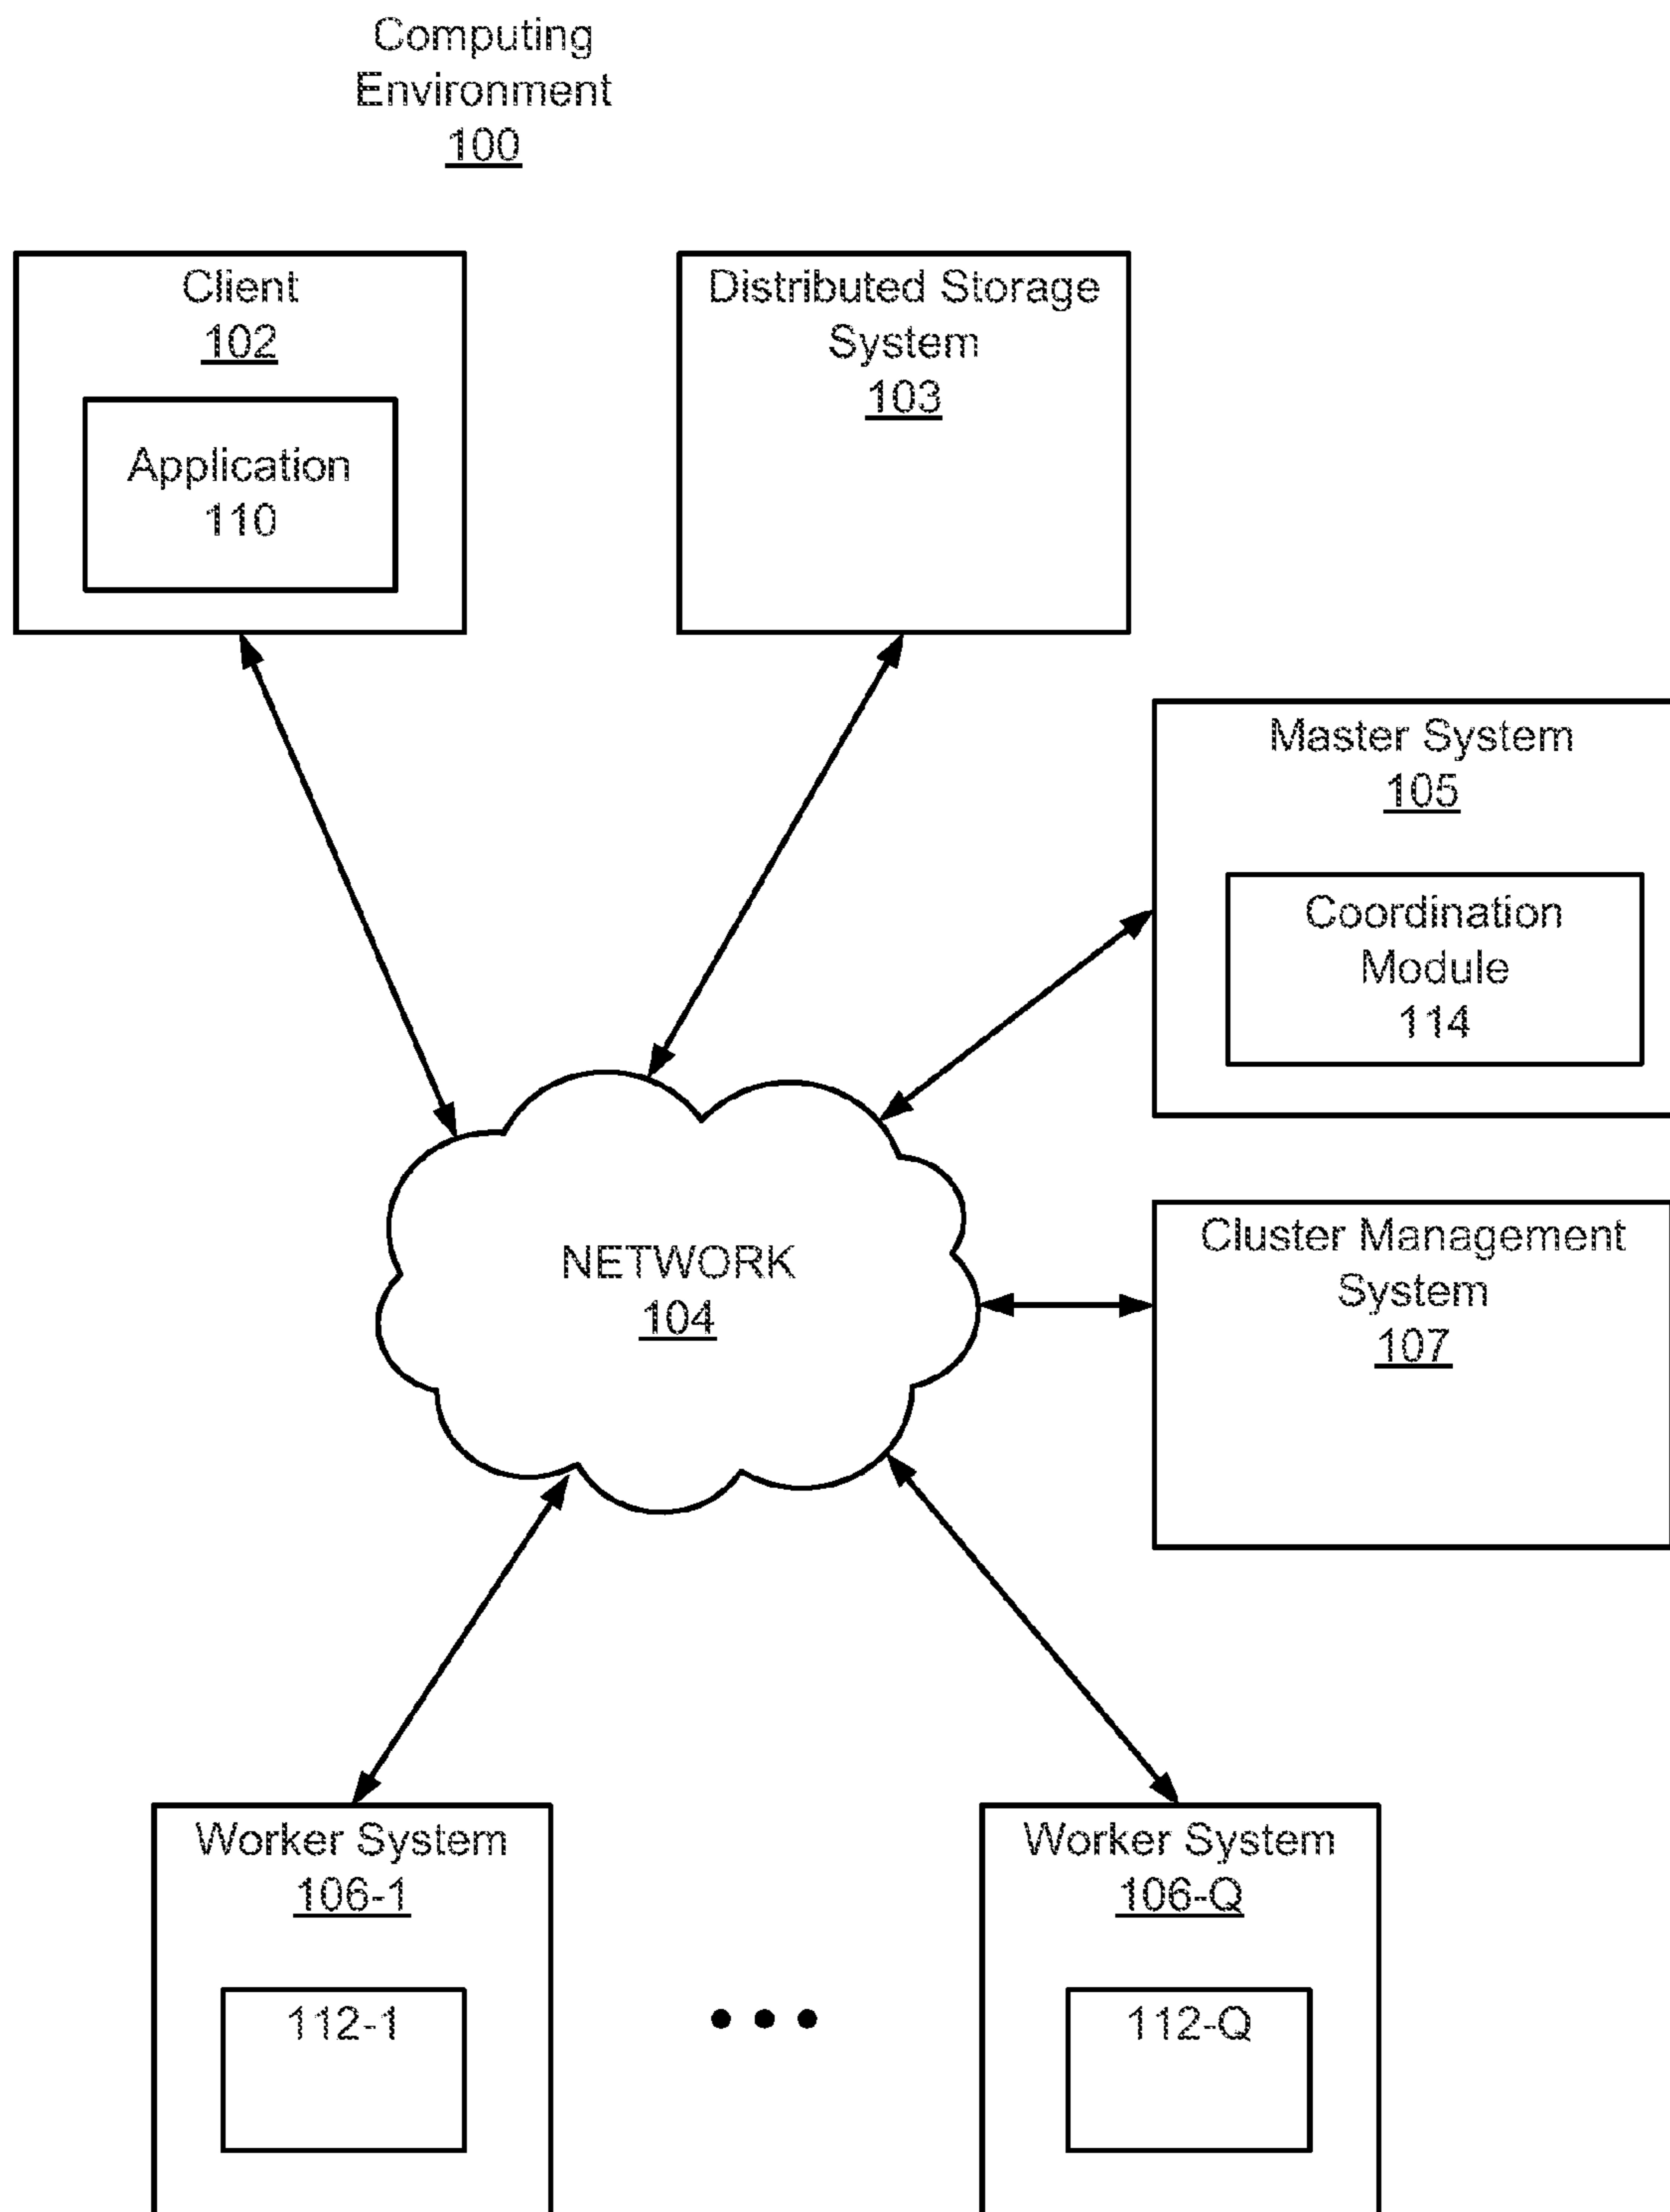 Computing
Environment
100
Client
102
Application
110
Distributed Storage
System
103
Master System
105
Coordination
Module
114
NETWORK
104
Cluster Management
System
107
Worker System
106-1
112-1
• • •
Worker System
106-Q
112-Q